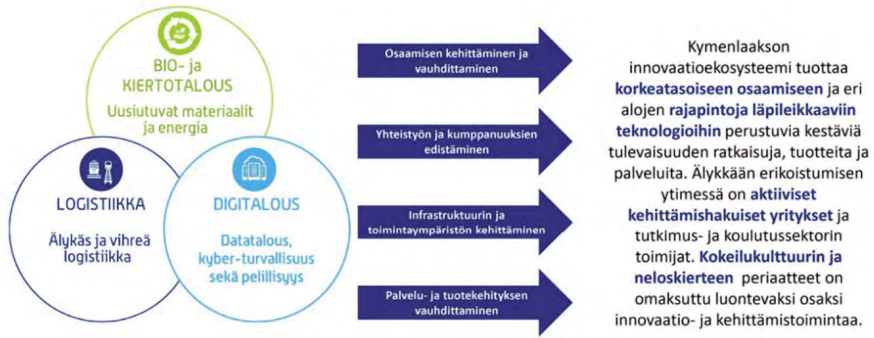 BIO- ja
KIERTOTALOUS
Uusiutuvat materiaalit
ja energia
LOGISTIIKKA
Älykäs ja vihreä
logistiikka
DIGITALOUS
Datatalous,
kyber-turvallisuus
sekä pelillisyys
Osaamisen kehittäminen ja
vauhdittaminen
Yhteistyön ja kumppanuuksien
edistäminen
Infrastruktuurin ja
toimintaympäristön kehittäminen
Palvelu- ja tuotekehityksen
vauhdittaminen
Kymenlaakson
innovaatioekosysteemi tuottaa
korkeatasoiseen osaamiseen ja eri
alojen rajapintoja läpileikkaaviin
teknologioihin perustuvia kestäviä
tulevaisuuden ratkaisuja, tuotteita ja
palveluita. Älykkään erikoistumisen
ytimessä on aktiiviset
kehittämishakuiset yritykset ja
tutkimus- ja koulutussektorin
toimijat. Kokeilukulttuurin ja
neloskierteen periaatteet on
omaksuttu luontevaksi osaksi
innovaatio- ja kehittämistoimintaa.